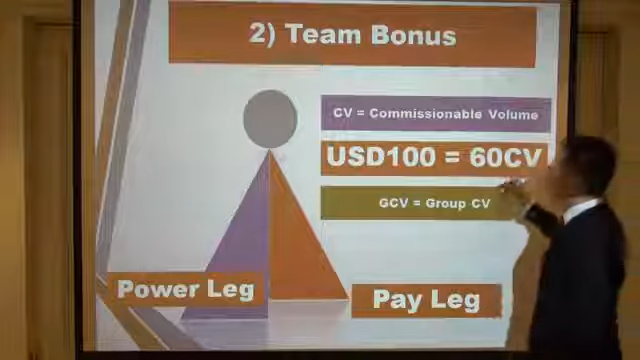 2) Team Bonus
CV = Commissionable Volume
USD100 = 60CV
GCV = Group CV
Power Leg
Pay Leg